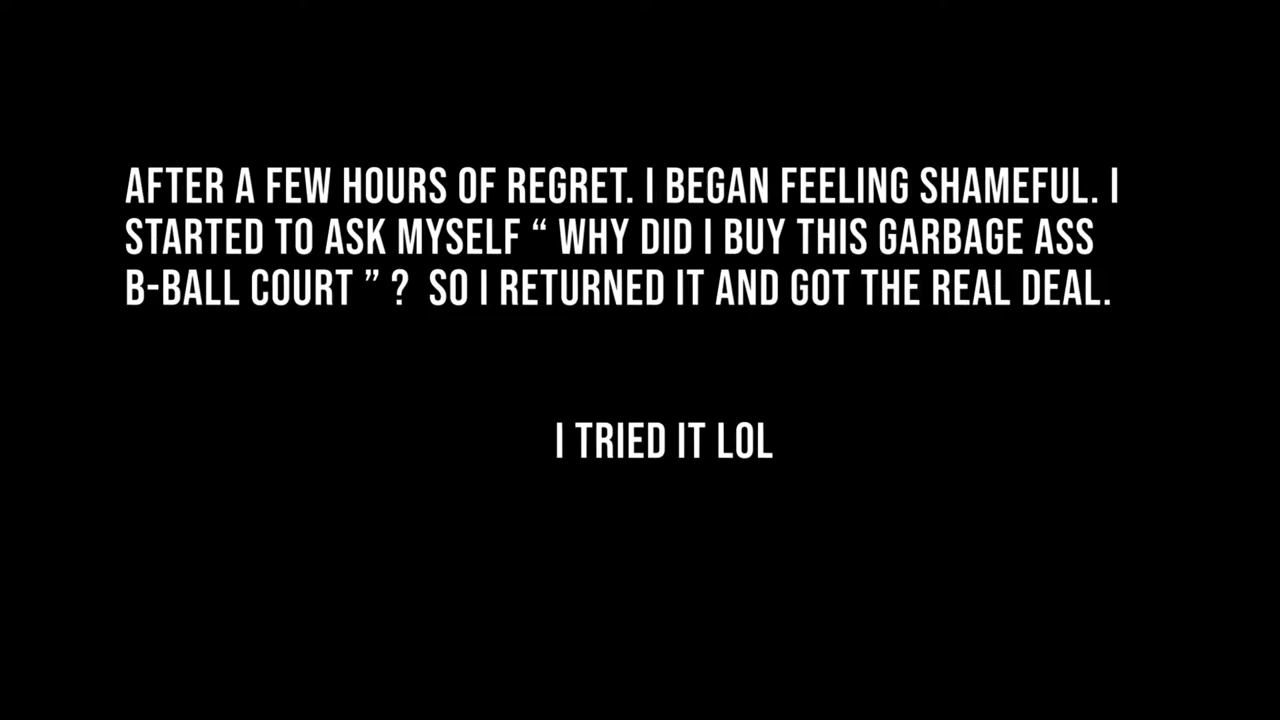 AFTER A FEW HOURS OF REGRET. I BEGAN FEELING SHAMEFUL. I
STARTED TO ASK MYSELF “ WHY DID I BUY THIS GARBAGE ASS
B-BALL COURT ” ?  SO I RETURNED IT AND GOT THE REAL DEAL.
I TRIED IT LOL